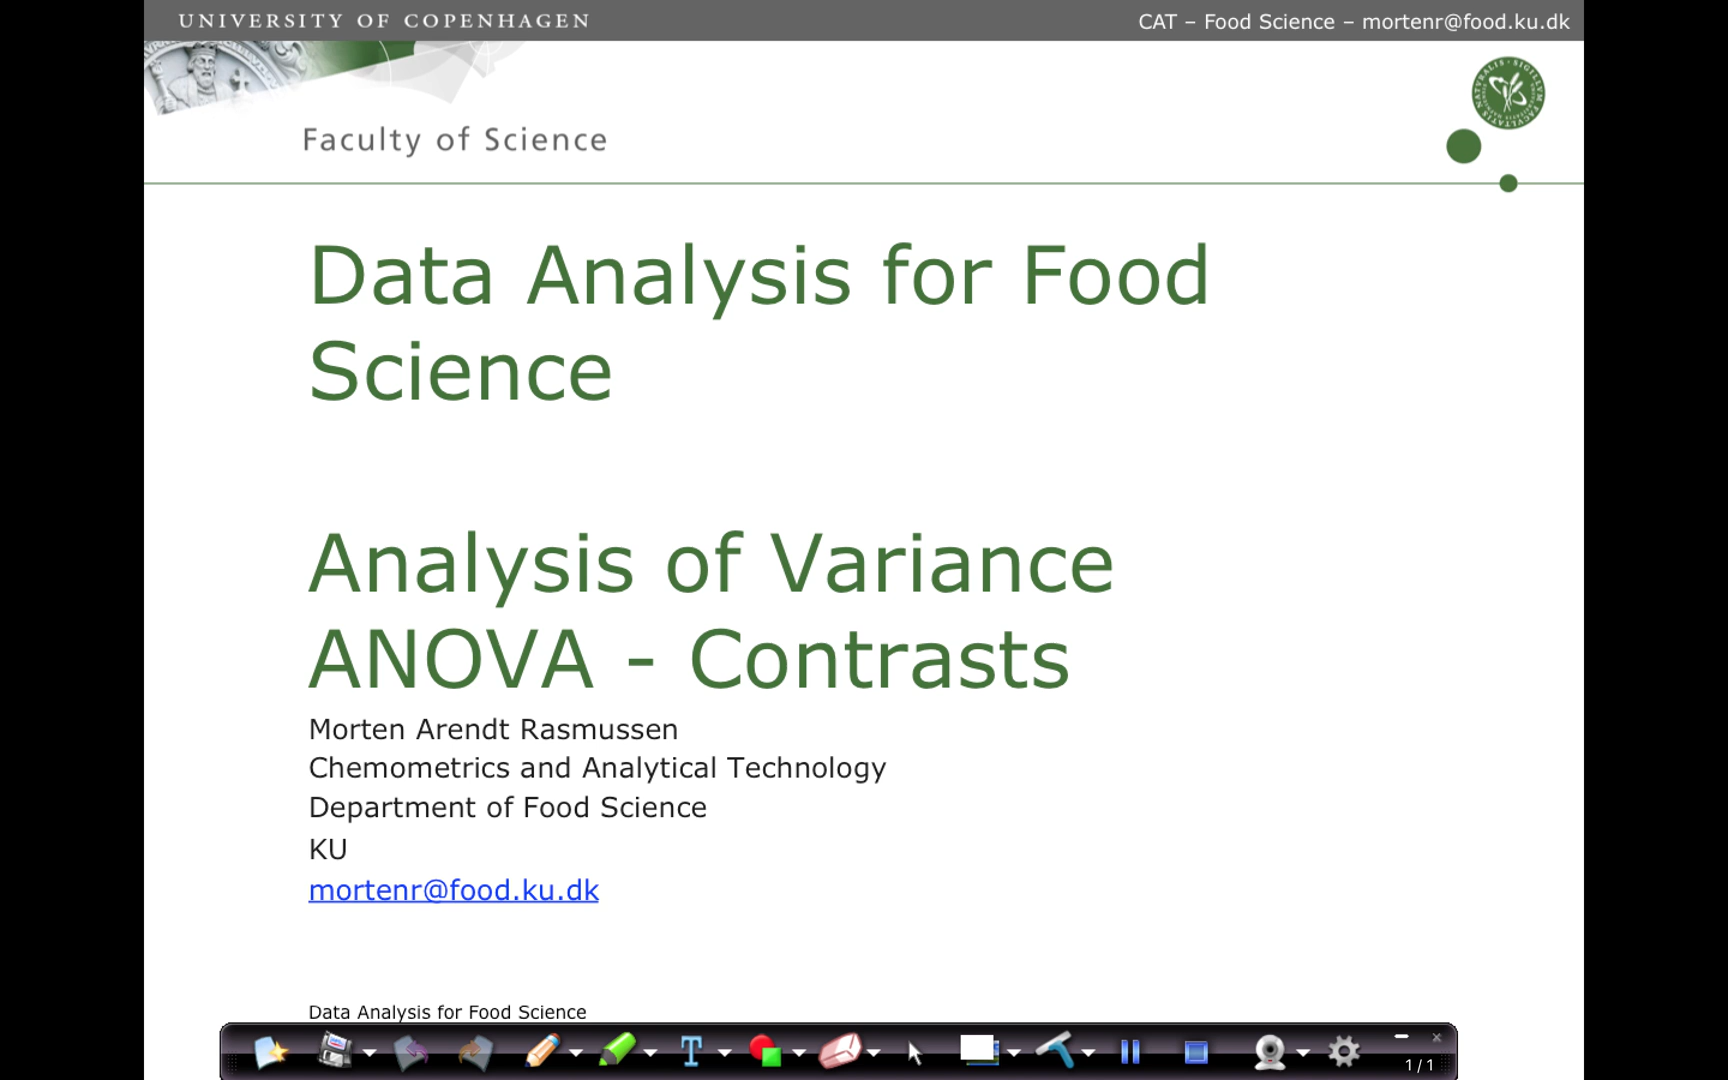 UNIVERSITY OF COPENHAGEN
CAT – Food Science – mortenr@food.ku.dk
Faculty of Science
Data Analysis for Food
Science
Analysis of Variance
ANOVA - Contrasts
Morten Arendt Rasmussen
Chemometrics and Analytical Technology
Department of Food Science
KU
mortenr@food.ku.dk
Data Analysis for Food Science
T
1/1